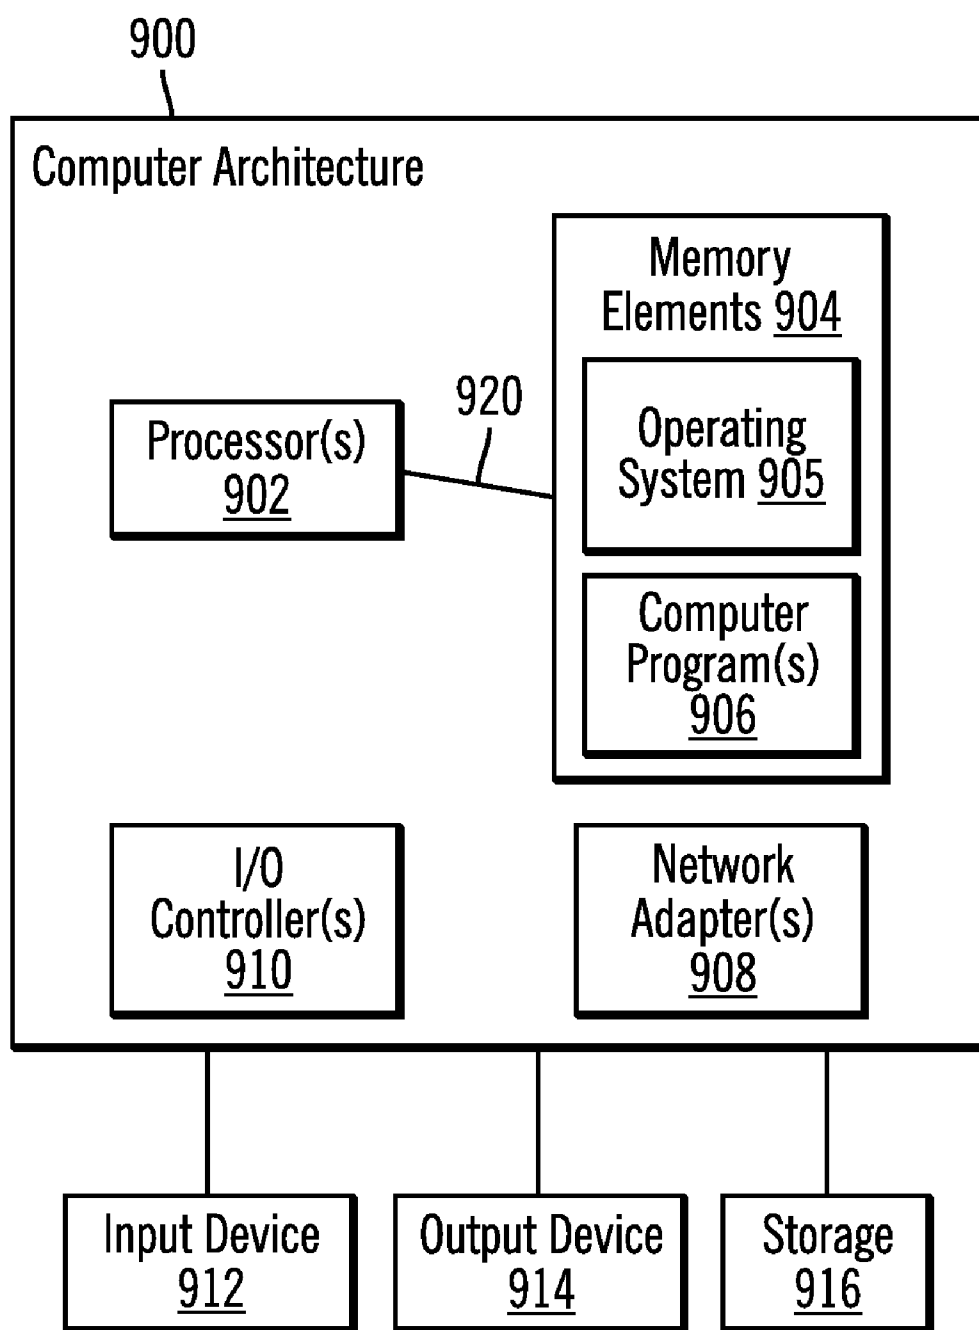 900
Computer Architecture
Memory
Elements 904
920
Operating
System 905
Processor(s)
902
Computer
Program(s)
906
I/O
Controller(s)
910
Network
Adapter(s)
908
Input Device
912
Output Device
914
Storage
916